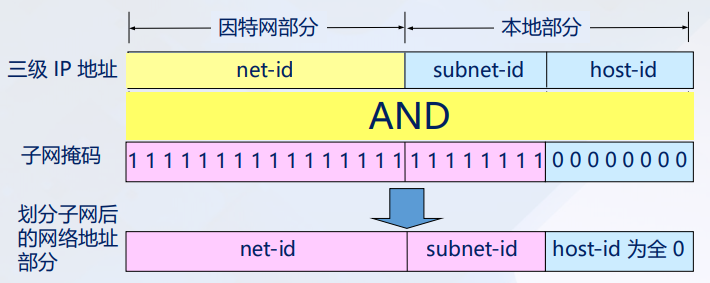 因特网部分 本地部分
三级 IP 地址 net-id subnet-id host-id
AND
子网掩码 1 1 1 1 1 1 1 1 1 1 1 1 1 1 1 1 1 1 1 1 1 1 1 1 0 0 0 0 0 0 0 0
划分子网后
的网络地址
部分
net-id subnet-id host-id 为全 0